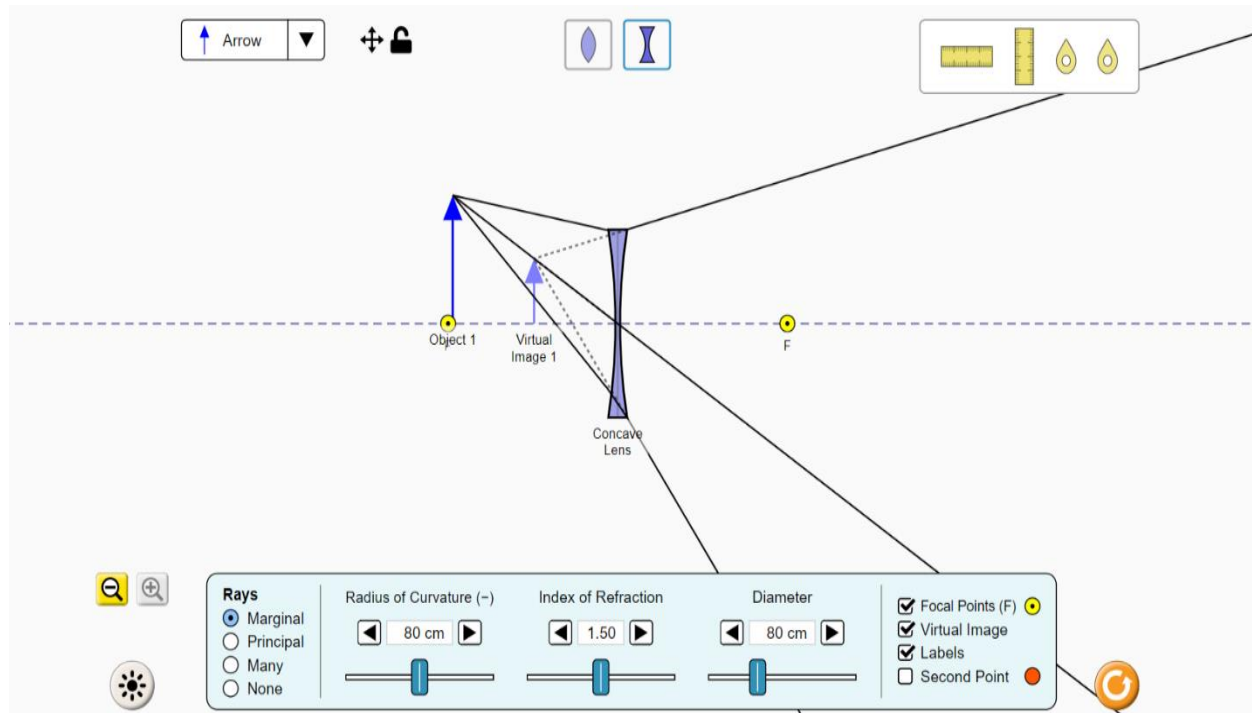 Arrow
Object 1
Virtual
Image 1
F
Concave
Lens
Rays
Marginal
Principal
Many
None
Radius of Curvature (−)
80 cm
Index of Refraction
1.50
Diameter
80 cm
Focal Points (F)
Virtual Image
Labels
Second Point